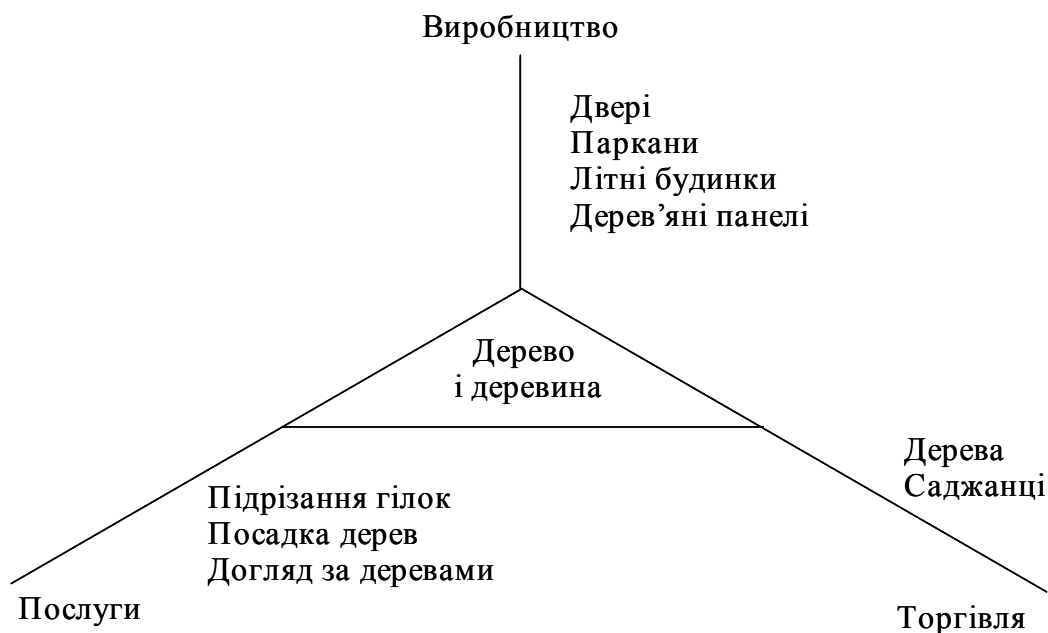 Виробництво
Двері
Паркани
Літні будинки
Дерев’яні панелі
Дерево
і деревина
Дерева
Саджанці
Підрізання гілок
Посадка дерев
Догляд за деревами
Послуги
Торгівля